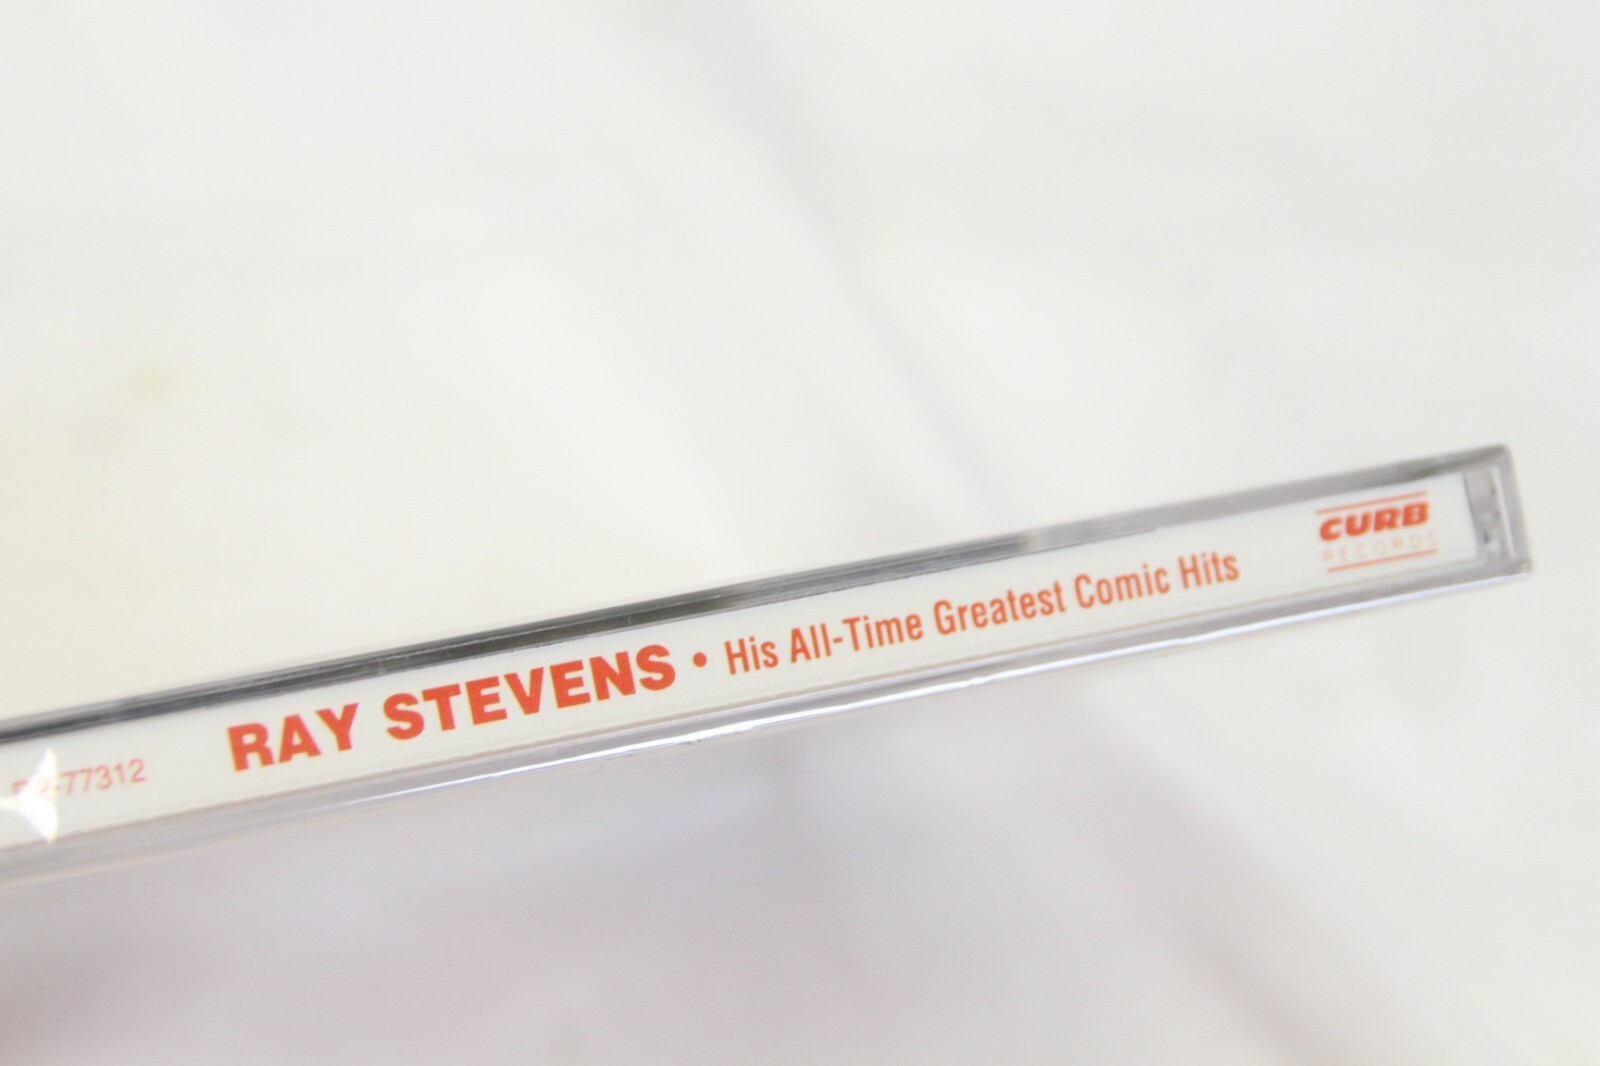 77312 RAY STEVENS • His All-Time Greatest Comic Hits
CURB
RECORDS